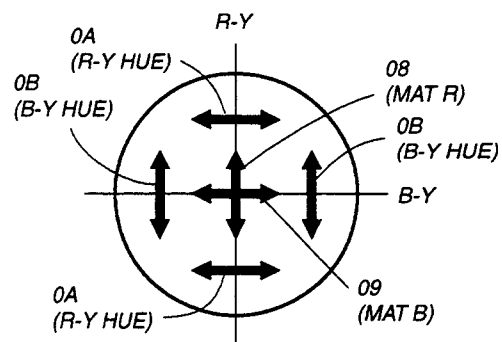 R-Y
0A
(R-Y HUE)
0B
(B-Y HUE)
08
(MAT R)
0B
(B-Y HUE)
B-Y
0A
(R-Y HUE)
09
(MAT B)